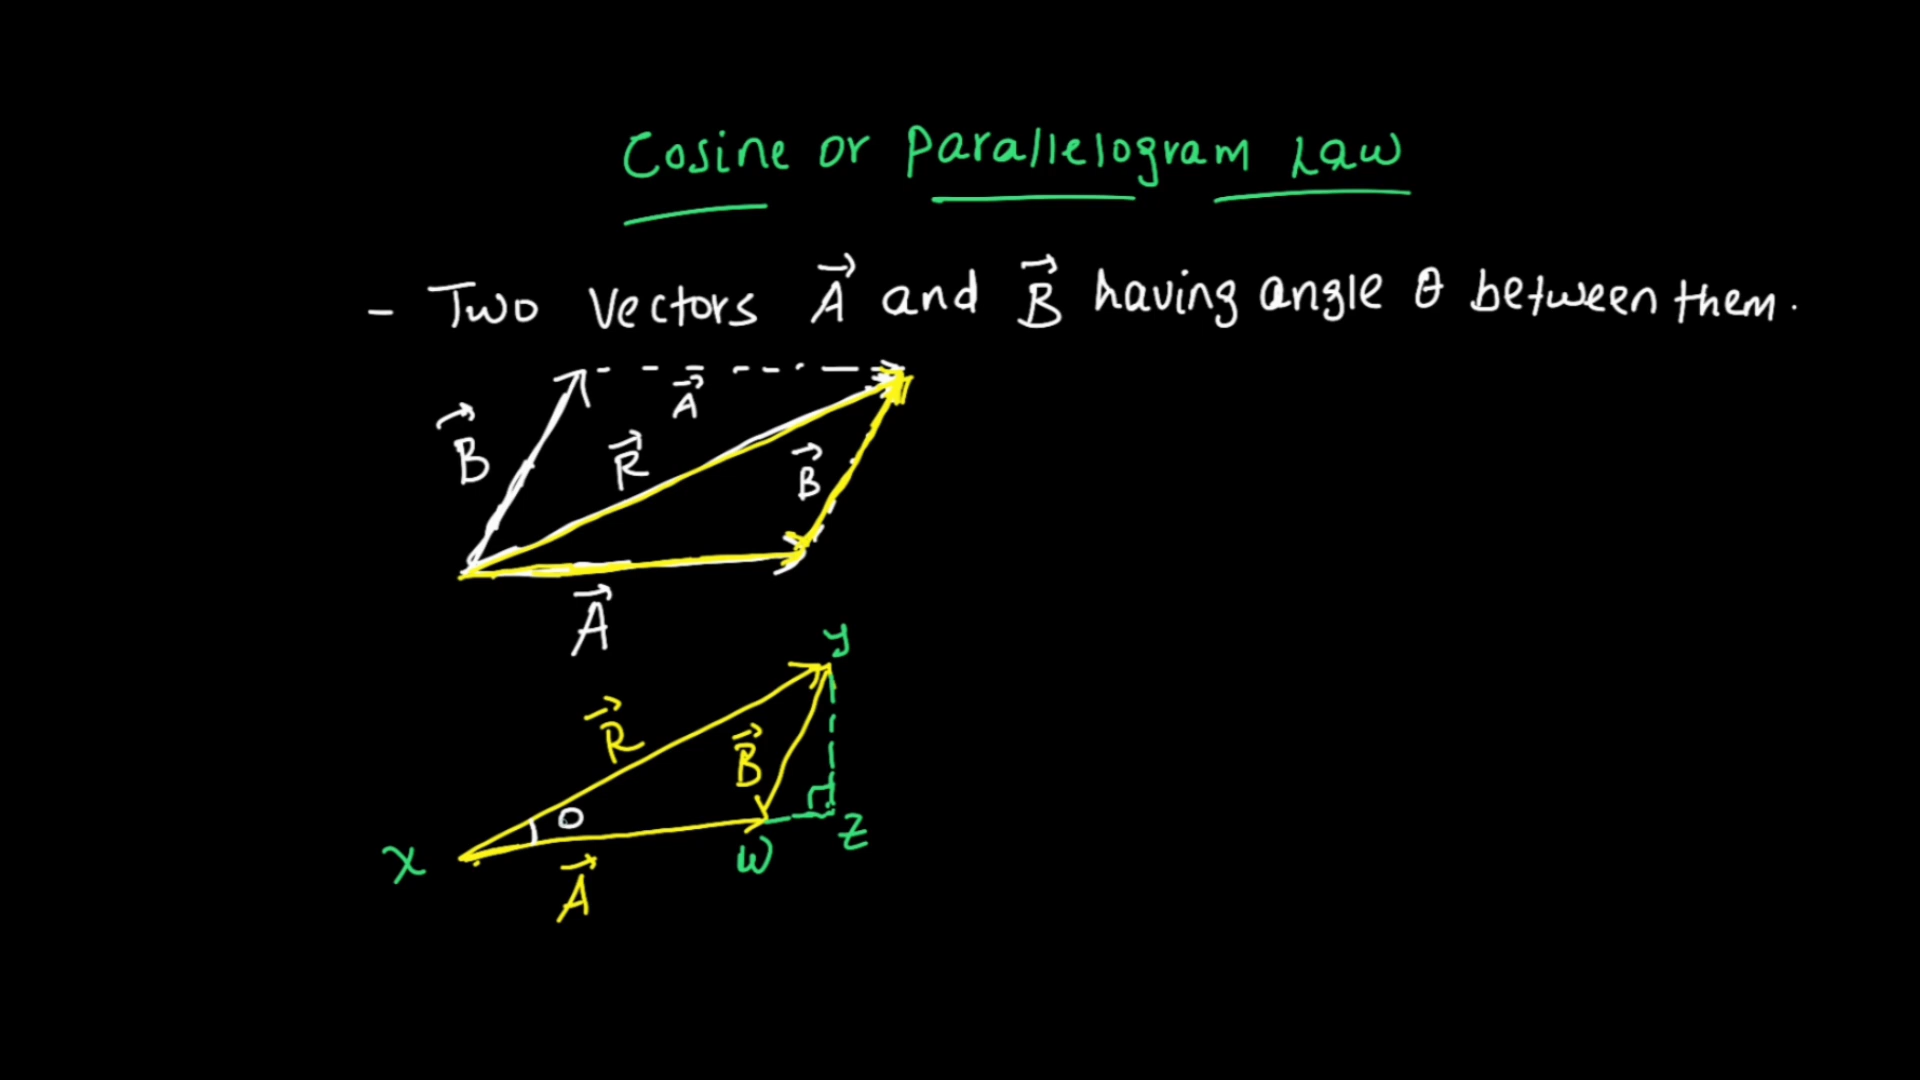 Cosine or Parallelogram Law
- Two Vectors A and B having angle θ between them.
A
B
R
B
A
y
R
B
θ
x
A
W
Z